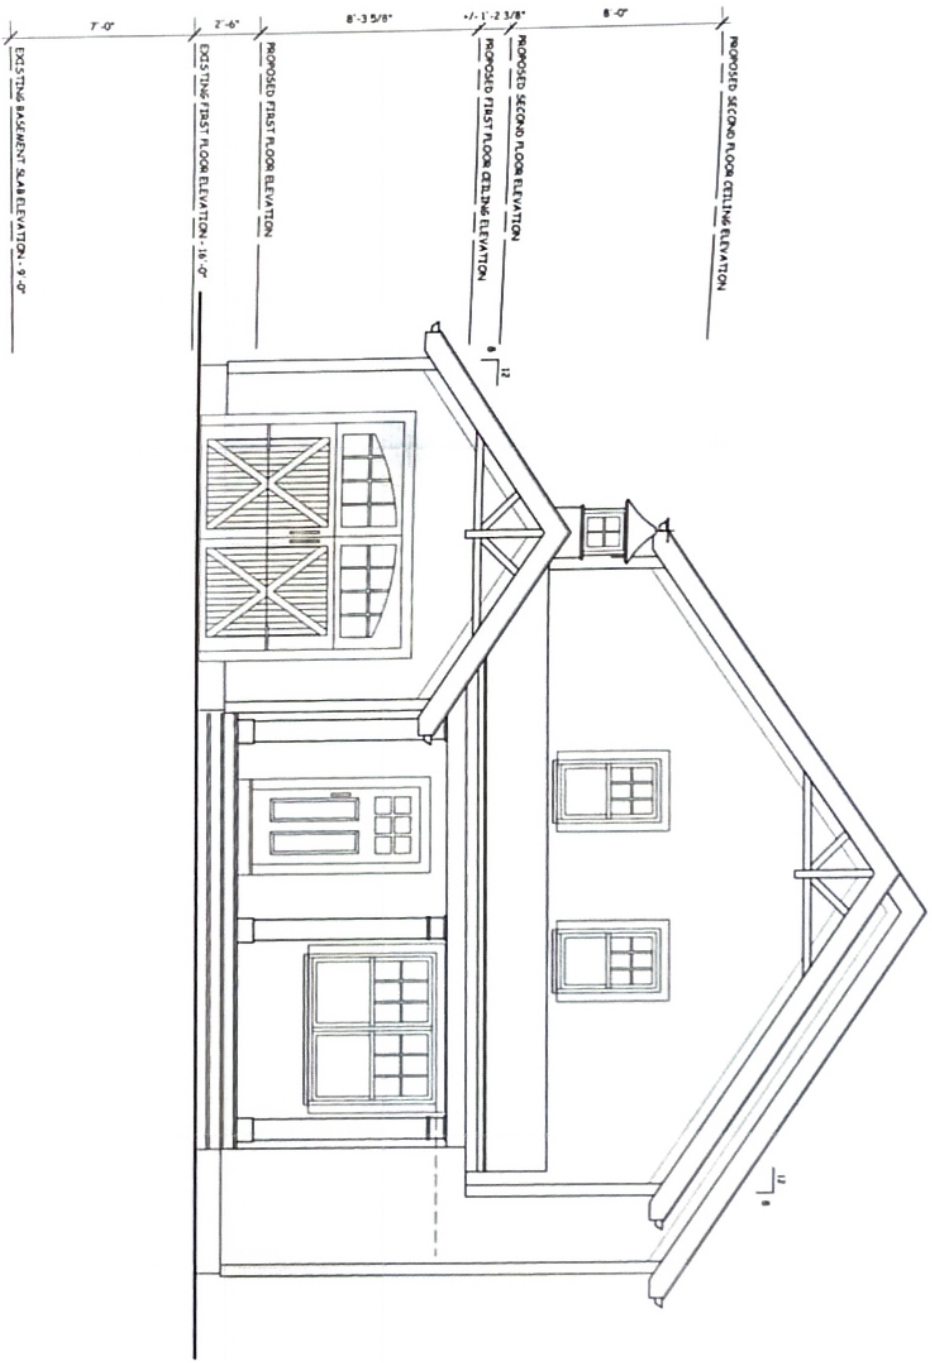 8'-0"
PROPOSED SECOND FLOOR CEILING ELEVATION
+/- 1'-2 3/8"
PROPOSED SECOND FLOOR ELEVATION
PROPOSED FIRST FLOOR CEILING ELEVATION
8'-3 5/8"
PROPOSED FIRST FLOOR ELEVATION
2'-6"
EXISTING FIRST FLOOR ELEVATION - 16'-0"
7'-0"
EXISTING BASEMENT SLAB ELEVATION - 9'-0"
12
8
12
8